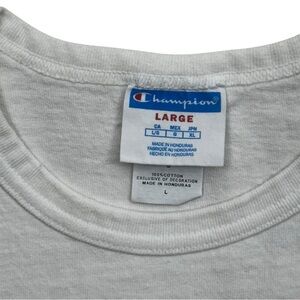 Champion
LARGE
CA MEX JPN
L/G G XL
MADE IN HONDURAS
FABRIQUÉ AU HONDURAS
HECHO EN HONDURAS
100% COTTON
EXCLUSIVE OF DECORATION
MADE IN HONDURAS
L